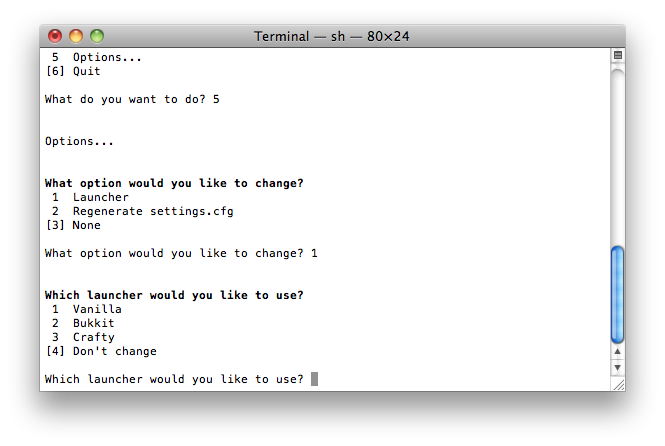 Terminal — sh — 80×24
5 Options...
[6] Quit
What do you want to do? 5
Options...
What option would you like to change?
1 Launcher
2 Regenerate settings.cfg
[3] None
What option would you like to change? 1
Which launcher would you like to use?
1 Vanilla
2 Bukkit
3 Crafty
[4] Don't change
Which launcher would you like to use?